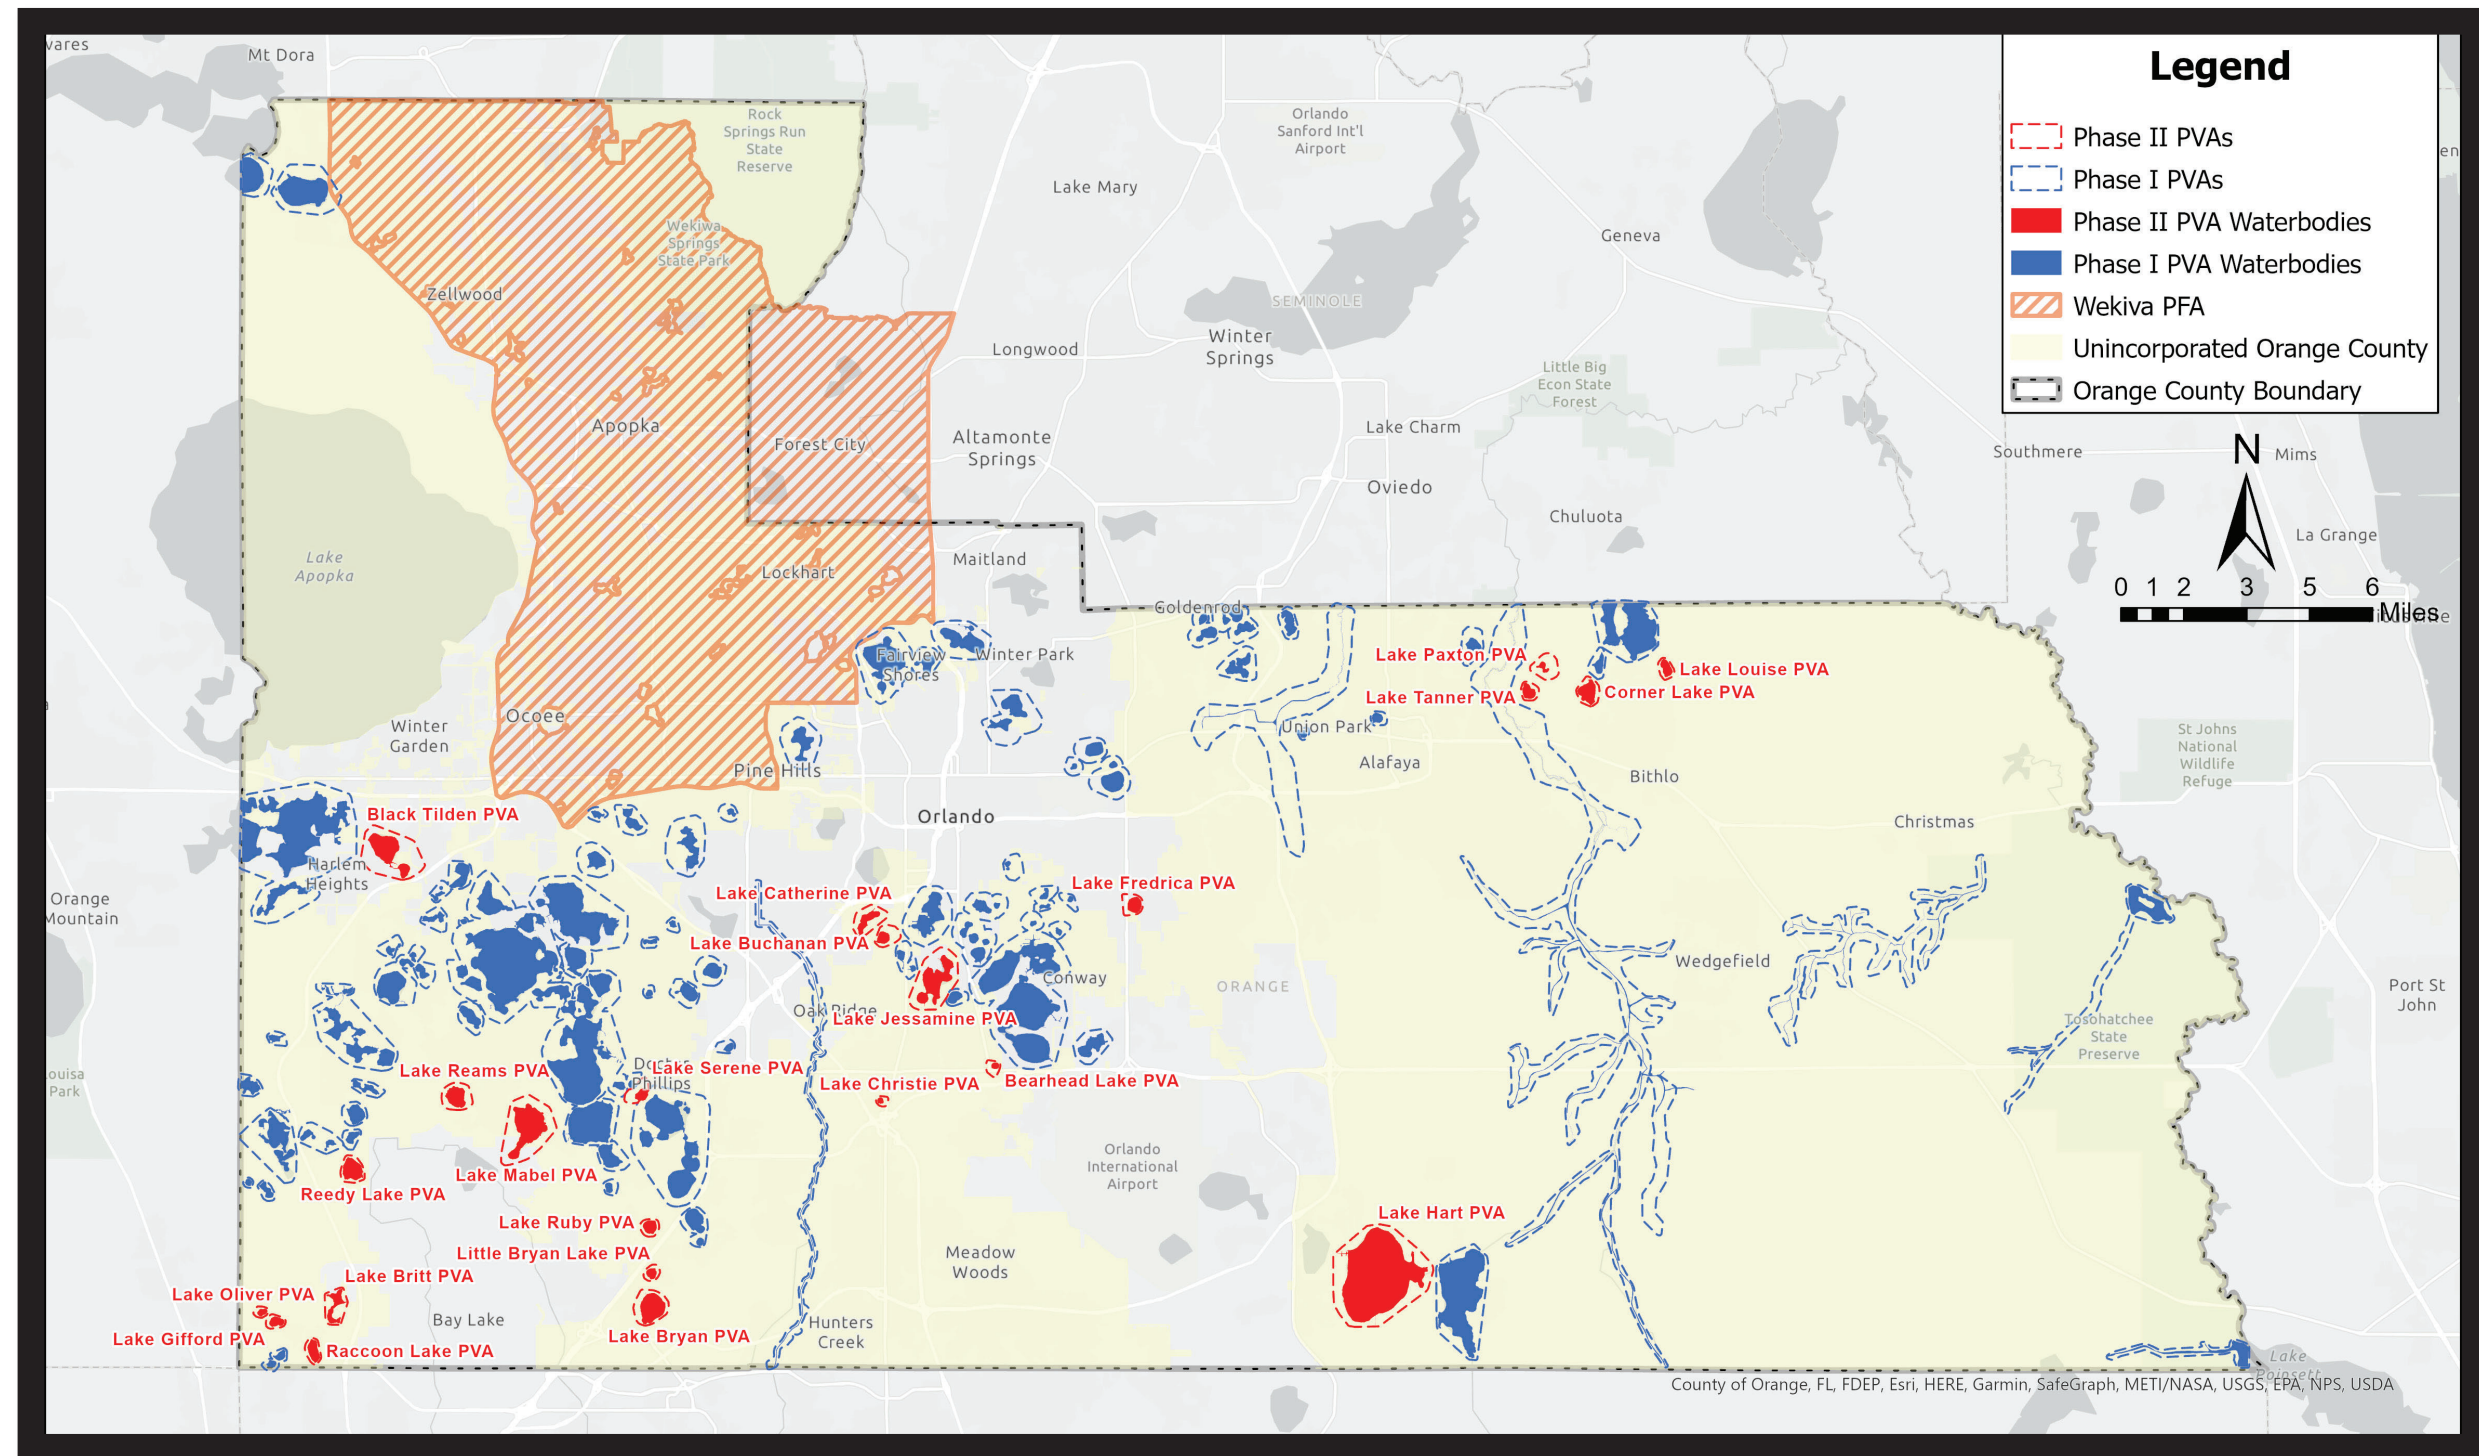 vares
Mt Dora
Rock
Springs Run
State
Reserve
Orlando
Sanford Int'l
Airport
Lake Mary
Wekiwa
Springs
State Park
Geneva
Zellwood
SEMINOLE
Longwood
Winter
Springs
Little Big
Econ State
Forest
Apopka
Forest City
Altamonte
Springs
Lake Charm
Oviedo
Chuluota
Lake
Apopka
Lockhart
Maitland
Goldenrod
Legend
Phase II PVAs
Phase I PVAs
Phase II PVA Waterbodies
Phase I PVA Waterbodies
Wekiva PFA
Unincorporated Orange County
Orange County Boundary
en
Southmere
N
Mims
La Grange
0 1 2 3 5 6
Miles
Fairview
Shores
Winter Park
Lake Paxton PVA
Lake Louise PVA
Lake Tanner PVA
Corner Lake PVA
Ocoee
Winter
Garden
Union Park
Alafaya
Bithlo
St Johns
National
Wildlife
Refuge
Pine Hills
Orlando
Christmas
Black Tilden PVA
Harlem
Heights
Orange
Mountain
Lake Catherine PVA
Lake Fredrica PVA
Lake Buchanan PVA
Conway
ORANGE
Wedgefield
Port St
John
Oak Ridge
Lake Jessamine PVA
Tosohatchee
State
Preserve
Lake Reams PVA
Phillips
Lake Serene PVA
Lake Christie PVA
Bearhead Lake PVA
ouisa
Park
Orlando
International
Airport
Lake Mabel PVA
Reedy Lake PVA
Lake Ruby PVA
Little Bryan Lake PVA
Lake Hart PVA
Meadow
Woods
Lake Britt PVA
Lake Oliver PVA
Bay Lake
Lake Gifford PVA
Raccoon Lake PVA
Lake Bryan PVA
Hunters
Creek
Lake
Poinsett
County of Orange, FL, FDEP, Esri, HERE, Garmin, SafeGraph, METI/NASA, USGS, EPA, NPS, USDA